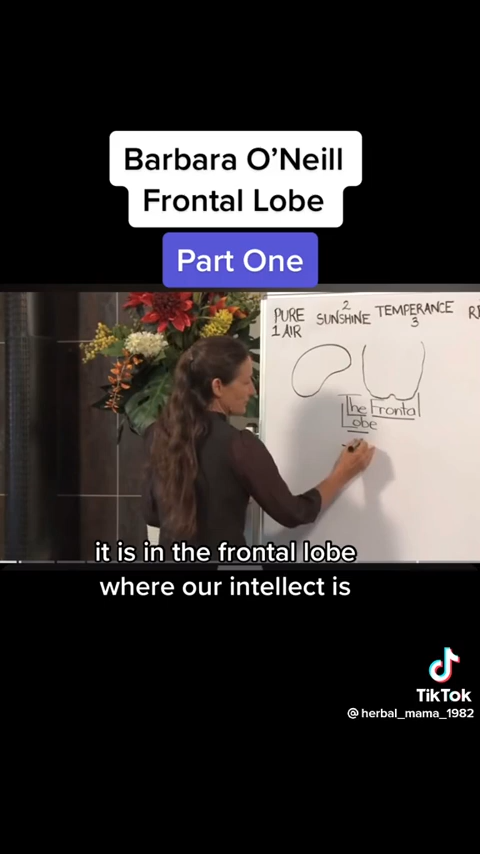 Barbara O'Neill
Frontal Lobe
Part One
PURE SUNSHINE TEMPERANCE R
1 AIR 2 3
The Frontal
Lobe
it is in the frontal lobe
where our intellect is
TikTok
@herbal_mama_1982